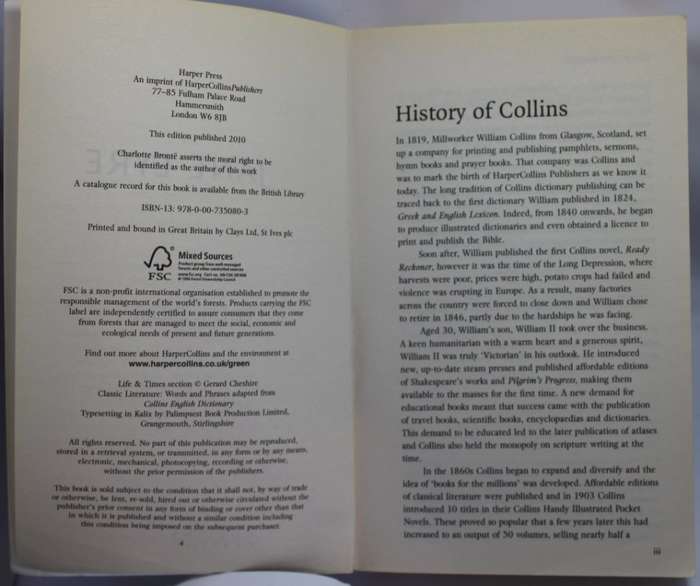 Harper Press
An imprint of HarperCollinsPublishers
77–85 Fulham Palace Road
Hammersmith
London W6 8JB
This edition published 2010
Charlotte Brontë asserts the moral right to be
identified as the author of this work
A catalogue record for this book is available from the British Library
ISBN-13: 978-0-00-735080-3
Printed and bound in Great Britain by Clays Ltd, St Ives plc
FSC
Mixed Sources
Product group from well-managed
forests and other controlled sources
FSC is a non-profit international organisation established to promote the
responsible management of the world's forests. Products carrying the FSC
label are independently certified to assure consumers that they come
from forests that are managed to meet the social, economic and
ecological needs of present and future generations.
Find out more about HarperCollins and the environment at
www.harpercollins.co.uk/green
Life & Times section © Gerard Cheshire
Classic Literature: Words and Phrases adapted from
Collins English Dictionary
Typesetting in Kalix by Palimpsest Book Production Limited,
Grangemouth, Stirlingshire
All rights reserved. No part of this publication may be reproduced,
stored in a retrieval system, or transmitted, in any form or by any means,
electronic, mechanical, photocopying, recording or otherwise,
without the prior permission of the publishers.
This book is sold subject to the condition that it shall not, by way of trade
or otherwise, be lent, re-sold, hired out or otherwise circulated without the
publisher's prior consent in any form of binding or cover other than that
in which it is published and without a similar condition including
this condition being imposed on the subsequent purchaser.
4
History of Collins
In 1819, Millworker William Collins from Glasgow, Scotland, set
up a company for printing and publishing pamphlets, sermons,
hymn books and prayer books. That company was Collins and
was to mark the birth of HarperCollins Publishers as we know it
today. The long tradition of Collins dictionary publishing can be
traced back to the first dictionary William published in 1824,
Greek and English Lexicon. Indeed, from 1840 onwards, he began
to produce illustrated dictionaries and even obtained a licence to
print and publish the Bible.
Soon after, William published the first Collins novel, Ready
Reckoner, however it was the time of the Long Depression, where
harvests were poor, prices were high, potato crops had failed and
violence was erupting in Europe. As a result, many factories
across the country were forced to close down and William chose
to retire in 1846, partly due to the hardships he was facing.
Aged 30, William's son, William II took over the business.
A keen humanitarian with a warm heart and a generous spirit,
William II was truly 'Victorian' in his outlook. He introduced
new, up-to-date steam presses and published affordable editions
of Shakespeare's works and Pilgrim's Progress, making them
available to the masses for the first time. A new demand for
educational books meant that success came with the publication
of travel books, scientific books, encyclopaedias and dictionaries.
This demand to be educated led to the later publication of atlases
and Collins also held the monopoly on scripture writing at the
time.
In the 1860s Collins began to expand and diversify and the
idea of 'books for the millions' was developed. Affordable editions
of classical literature were published and in 1903 Collins
introduced 10 titles in their Collins Handy Illustrated Pocket
Novels. These proved so popular that a few years later this had
increased to an output of 50 volumes, selling nearly half a
iii